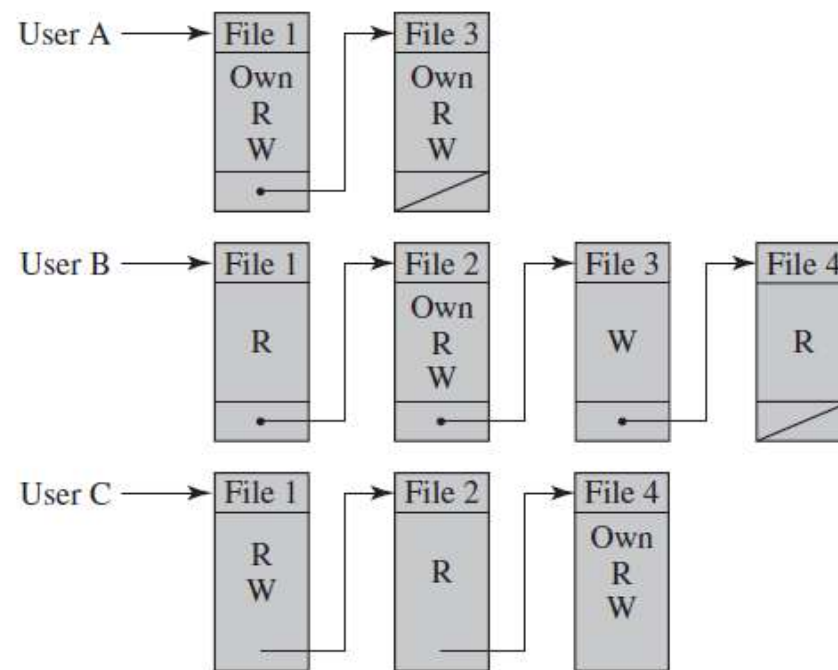 User A File 1 File 3
Own Own
R R
W W
User B File 1 File 2 File 3 File 4
R
Own
R
W
W
R
User C File 1 File 2 File 4
R
W
R
Own
R
W